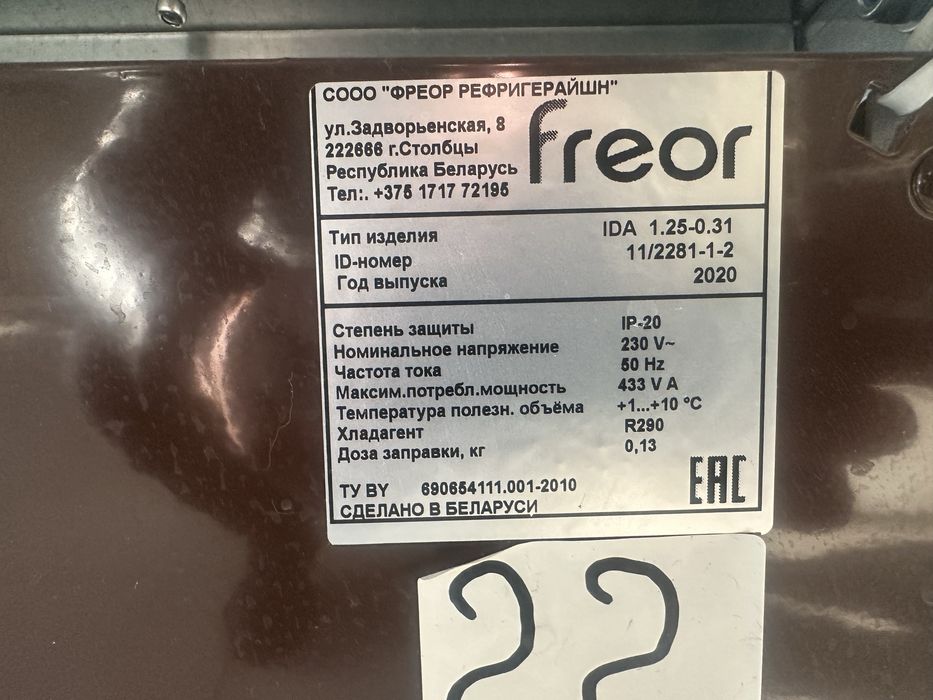 СООО "ФРЕОР РЕФРИГЕРАЙШН"
ул.Задворьенская, 8
222666 г.Столбцы
Республика Беларусь
Тел:. +375 1717 72195
freor
Тип изделия IDA 1.25-0.31
ID-номер 11/2281-1-2
Год выпуска 2020
Степень защиты IP-20
Номинальное напряжение 230 V~
Частота тока 50 Hz
Максим.потребл.мощность 433 V A
Температура полезн. объёма +1...+10 °C
Хладагент R290
Доза заправки, кг 0,13
ТУ BY 690654111.001-2010
СДЕЛАНО В БЕЛАРУСИ
EAC
22